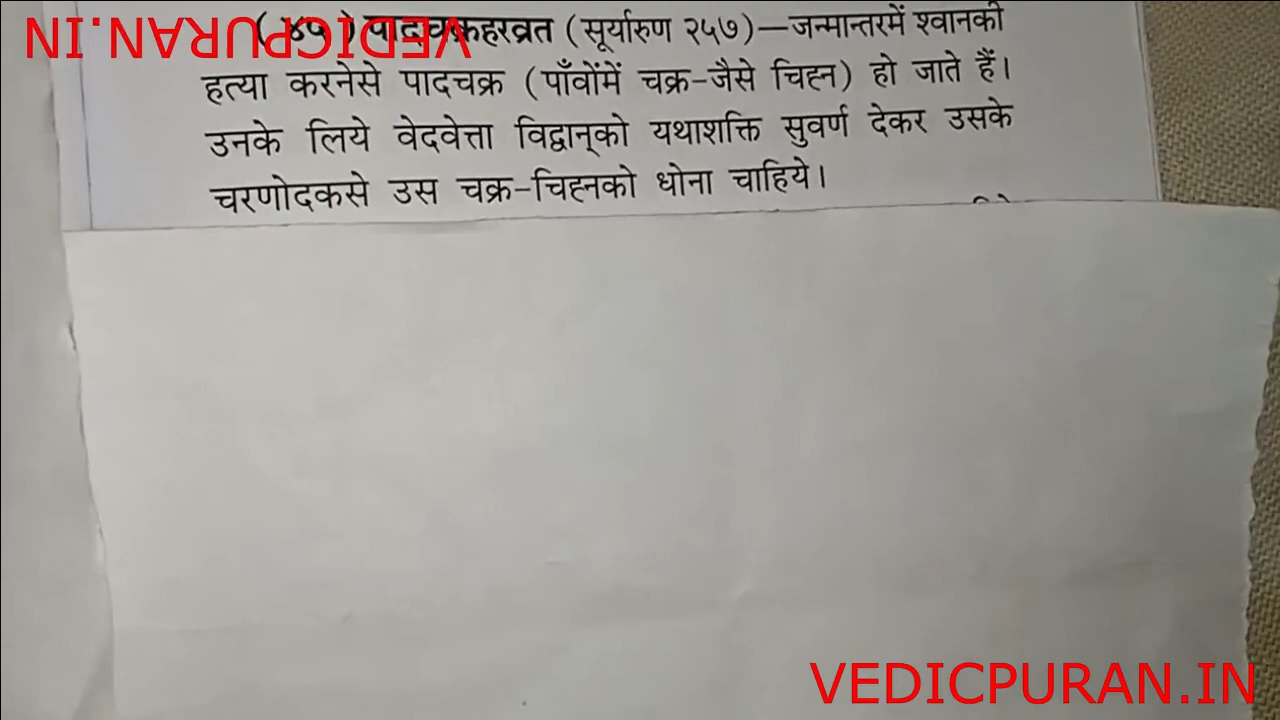 (४५) पादचक्रहरव्रत (सूर्यारुण २५७)—जन्मान्तरमें श्वानकी
हत्या करनेसे पादचक्र (पाँवोंमें चक्र-जैसे चिह्न) हो जाते हैं।
उनके लिये वेदवेत्ता विद्वान्‌को यथाशक्ति सुवर्ण देकर उसके
चरणोदकसे उस चक्र-चिह्नको धोना चाहिये।
VEDICPURAN.IN
VEDICPURAN.IN